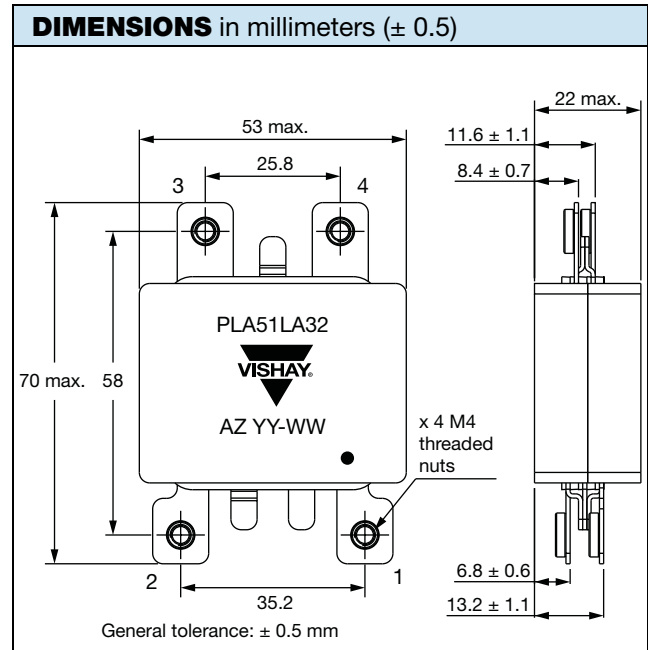 DIMENSIONS in millimeters (± 0.5)
22 max.
53 max.
11.6 ± 1.1
25.8
8.4 ± 0.7
3
4
PLA51LA32
VISHAY.
70 max.
58
AZ YY-WW
x 4 M4
threaded
nuts
6.8 ± 0.6
2
1
35.2
13.2 ± 1.1
General tolerance: ± 0.5 mm